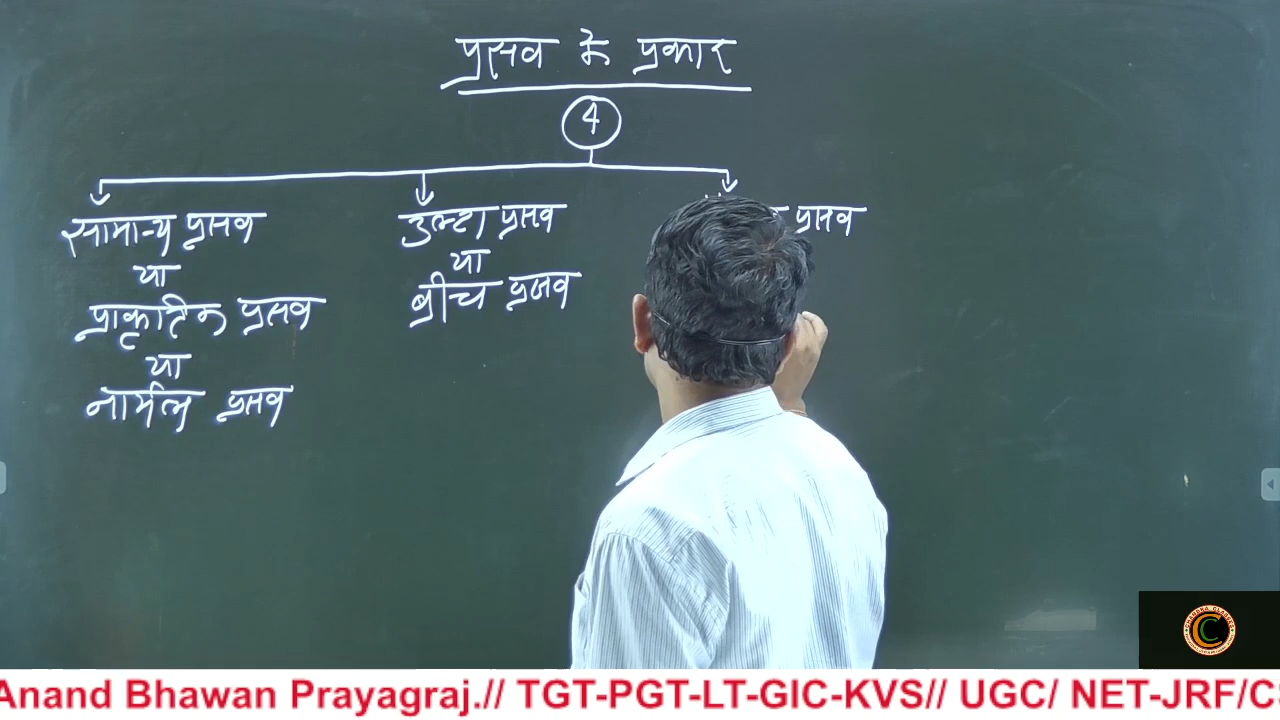 प्रसव के प्रकार
4
सामान्य प्रसव
या
प्राकृतिक प्रसव
या
नार्मल प्रसव
उल्टा प्रसव
या
ब्रीच प्रसव
प्रसव
Anand Bhawan Prayagraj.// TGT-PGT-LT-GIC-KVS// UGC/ NET-JRF/C